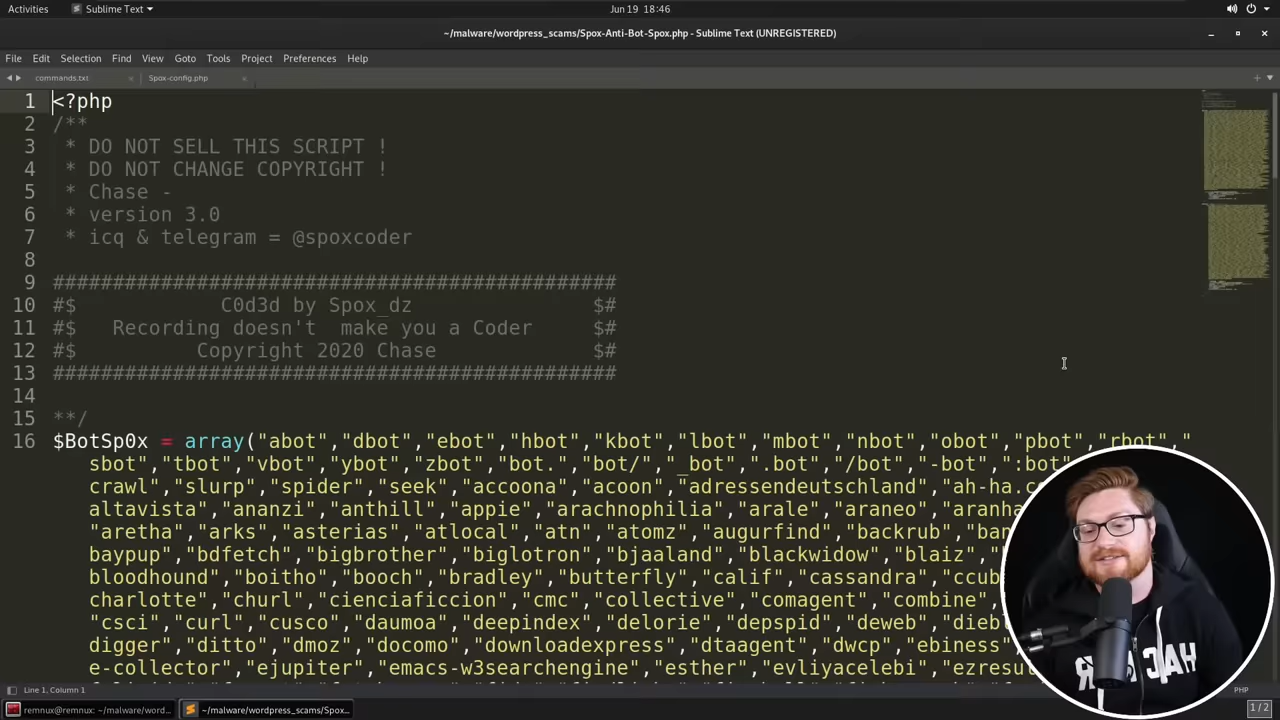 Activities
Sublime Text
Jun 19 18:46
~/malware/wordpress_scams/Spox-Anti-Bot-Spox.php - Sublime Text (UNREGISTERED)
File Edit Selection Find View Goto Tools Project Preferences Help
commands.txt
Spox-config.php
1 <?php
2 /**
3 * DO NOT SELL THIS SCRIPT !
4 * DO NOT CHANGE COPYRIGHT !
5 * Chase -
6 * version 3.0
7 * icq & telegram = @spoxcoder
8
9 ###############################################
10 #$ C0d3d by Spox_dz $#
11 #$ Recording doesn't make you a Coder $#
12 #$ Copyright 2020 Chase $#
13 ###############################################
14
15 **/
16 $BotSp0x = array("abot","dbot","ebot","hbot","kbot","lbot","mbot","nbot","obot","pbot","rbot","
sbot","tbot","vbot","ybot","zbot","bot.","bot/","_bot",".bot","/bot","-bot",":bot"
crawl","slurp","spider","seek","accoona","acoon","adressendeutschland","ah-ha.
altavista","ananzi","anthill","appie","arachnophilia","arale","araneo",
"aretha","arks","asterias","atlocal","atn","atomz","augurfind","backrub",
baypup","bdfetch","bigbrother","biglotron","bjaaland","blackwidow","blaiz","
bloodhound","boitho","booch","bradley","butterfly","calif","cassandra",
charlotte","churl","cienciaficcion","cmc","collective","comagent","combine",
"csci","curl","cusco","daumoa","deepindex","delorie","depspid","deweb",
digger","ditto","dmoz","docomo","downloadexpress","dtaagent","dwcp","ebiness"
e-collector","ejupiter","emacs-w3searchengine","esther","evliyacelebi",
Line 1, Column 1
PHP
remnux@remnux: ~/malware/word...
~/malware/wordpress_scams/Spox...
1 / 2